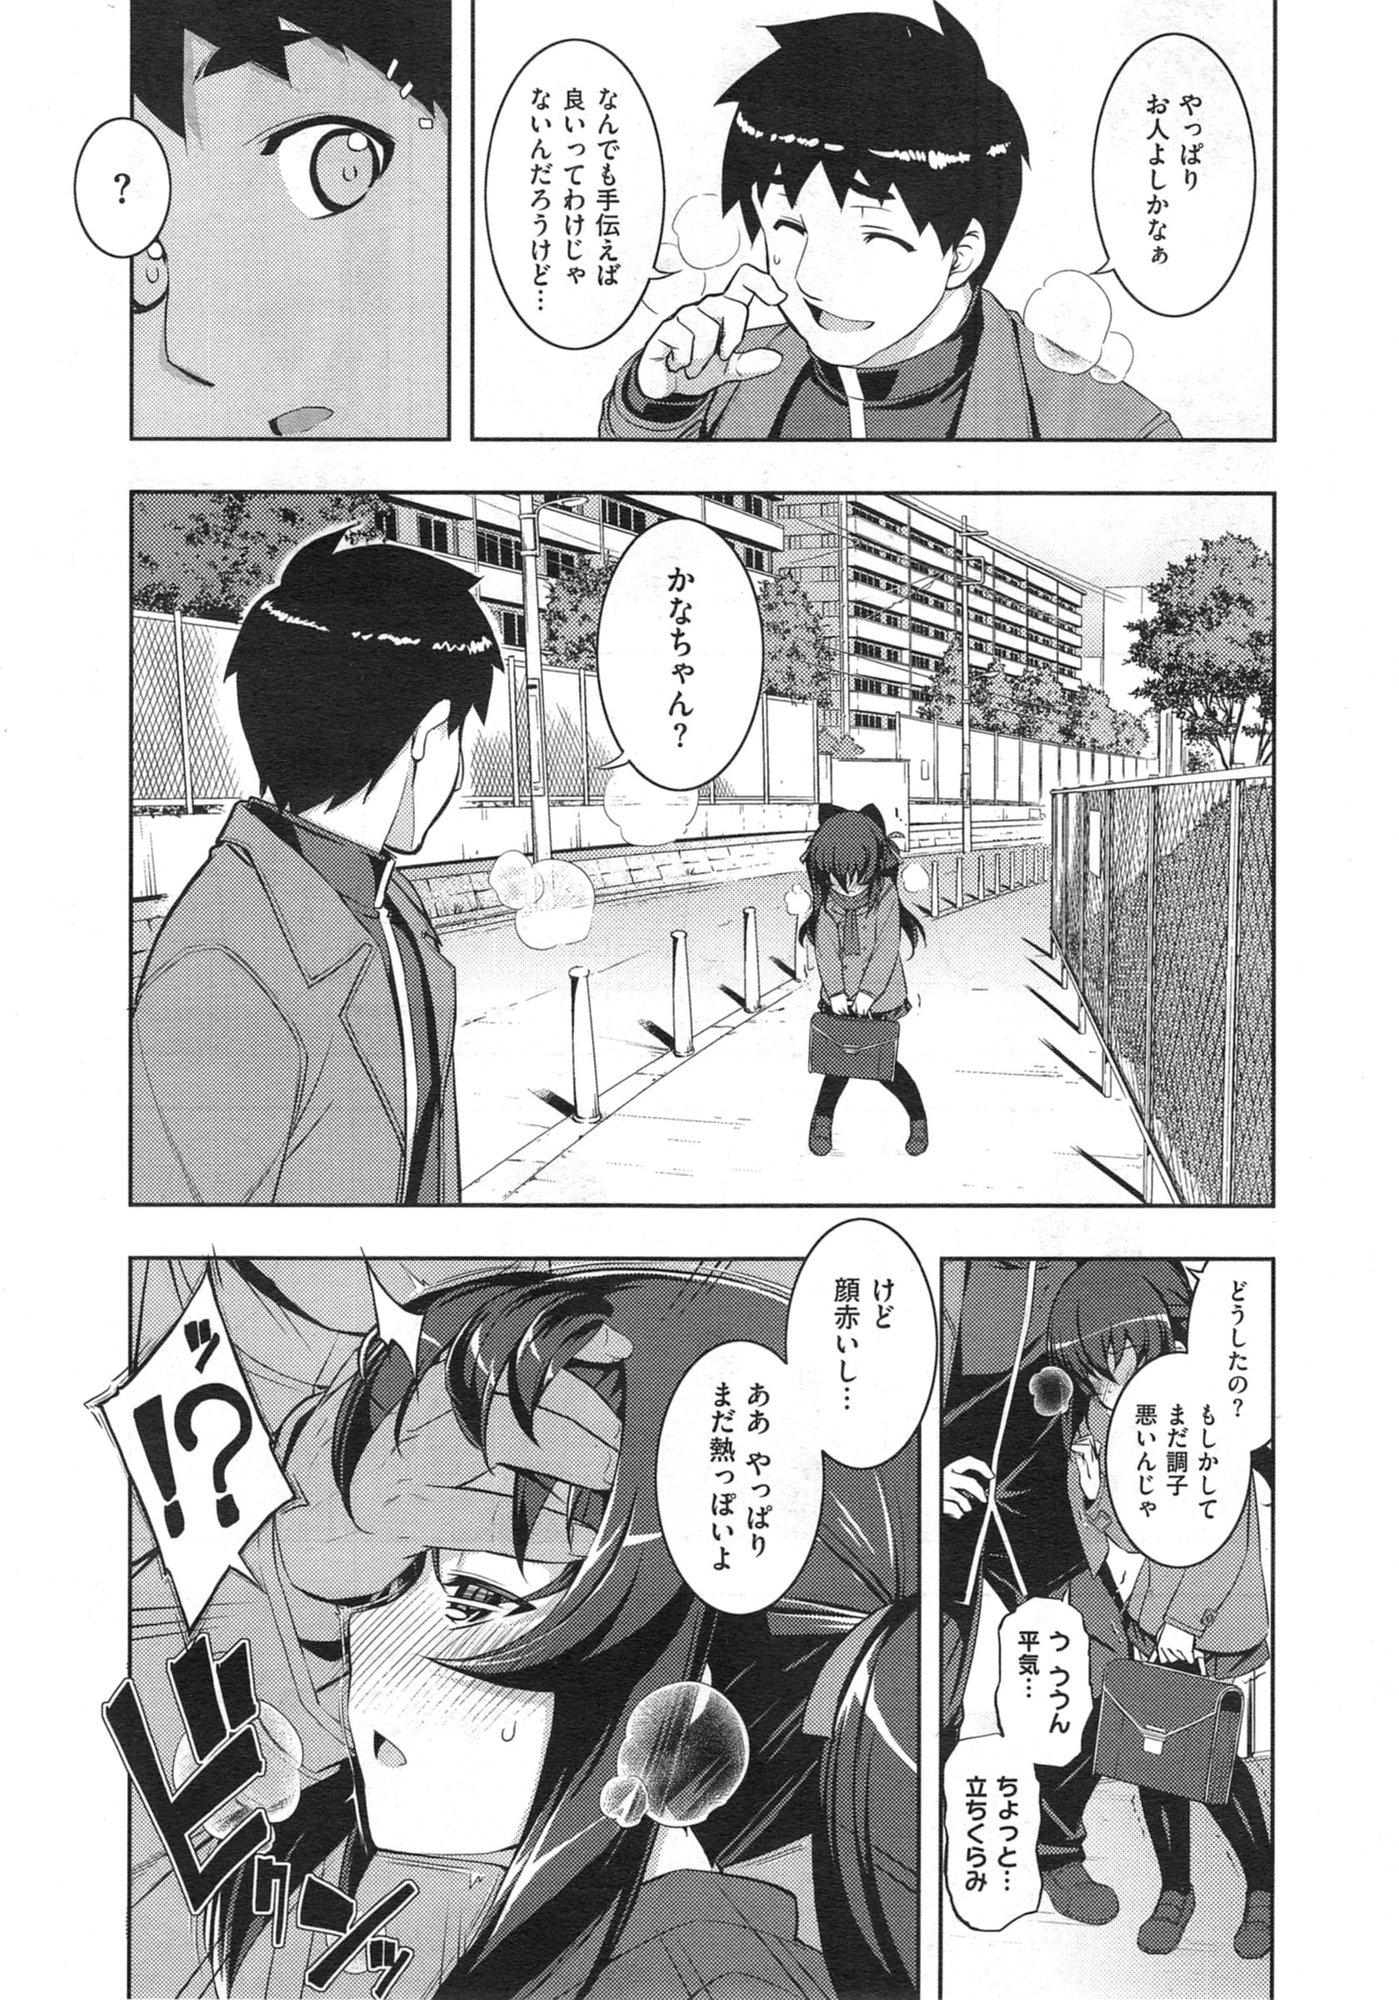 やっぱり
お人よしかなぁ
なんでも手伝えば
良いってわけじゃ
ないんだろうけど…
?
かなちゃん?
どうしたの?
もしかして
まだ調子
悪いんじゃ
う ううん
平気…
ちょっと…
立ちくらみ
けど
顔赤いし…
ああ やっぱり
まだ熱っぽいよ
ッ!?
ビクンッ